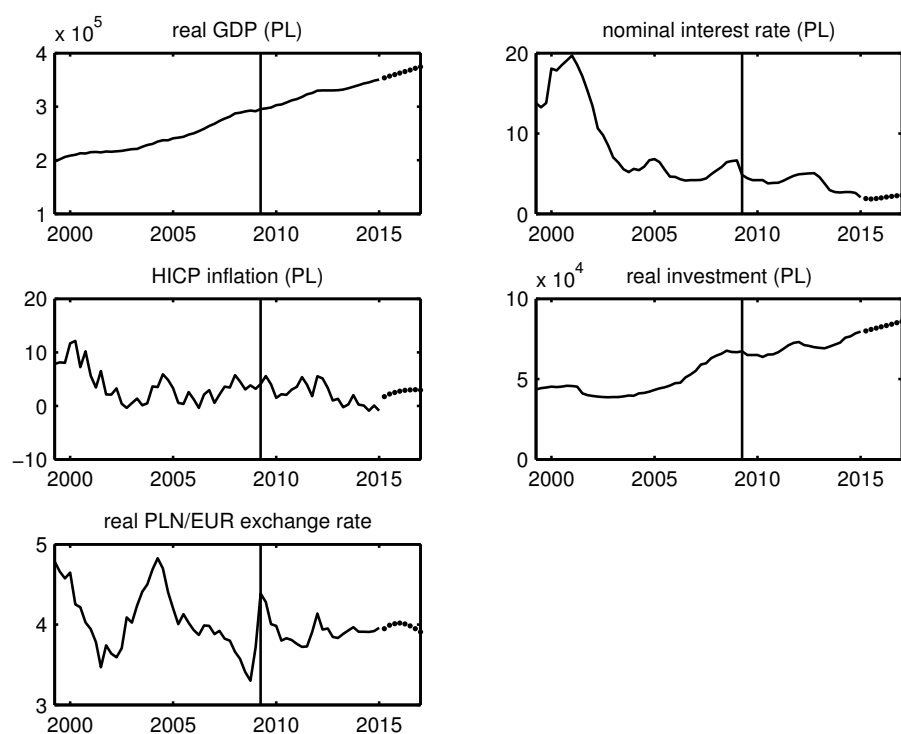 real GDP (PL)
x 10^5
4
3
2
1
2000 2005 2010 2015
nominal interest rate (PL)
20
10
0
2000 2005 2010 2015
HICP inflation (PL)
20
10
0
−10
2000 2005 2010 2015
real investment (PL)
x 10^4
10
5
0
2000 2005 2010 2015
real PLN/EUR exchange rate
5
4
3
2000 2005 2010 2015